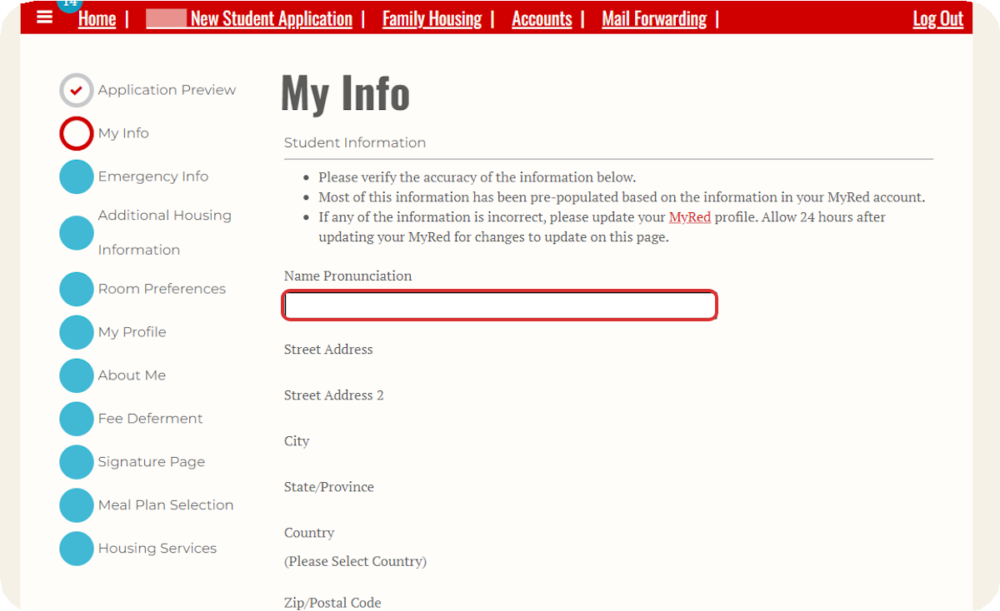 14
Home | New Student Application | Family Housing | Accounts | Mail Forwarding | Log Out
Application Preview
My Info
Emergency Info
Additional Housing
Information
Room Preferences
My Profile
About Me
Fee Deferment
Signature Page
Meal Plan Selection
Housing Services
My Info
Student Information
• Please verify the accuracy of the information below.
• Most of this information has been pre-populated based on the information in your MyRed account.
• If any of the information is incorrect, please update your MyRed profile. Allow 24 hours after
updating your MyRed for changes to update on this page.
Name Pronunciation
Street Address
Street Address 2
City
State/Province
Country
(Please Select Country)
Zip/Postal Code